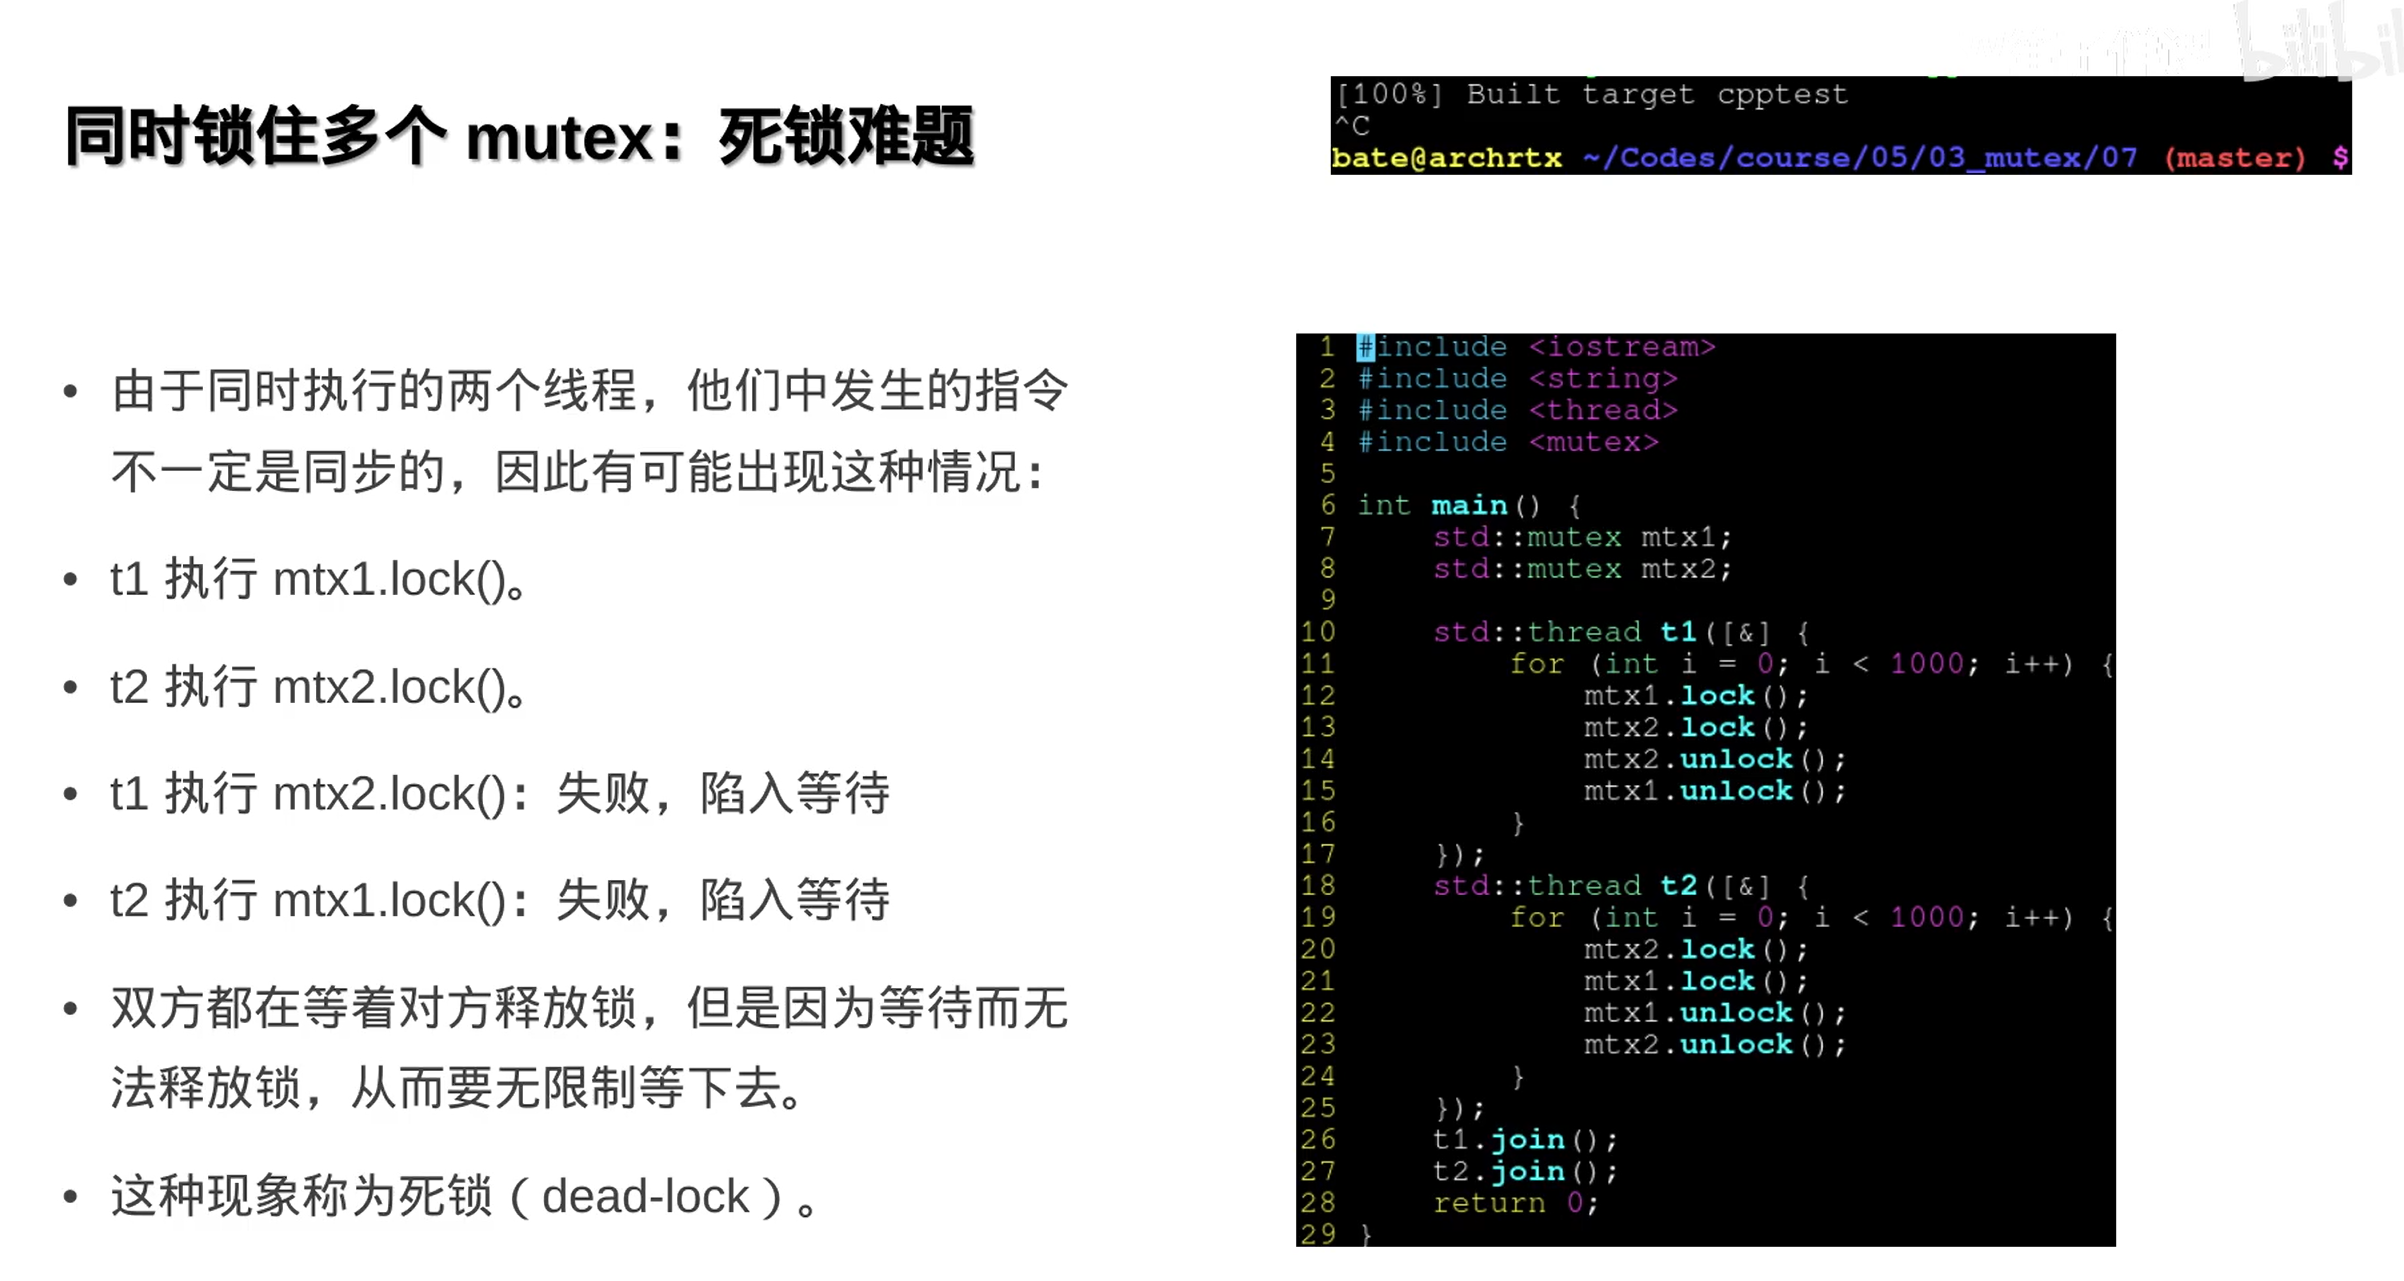 同时锁住多个 mutex：死锁难题
[100%] Built target cpptest
^C
bate@archrtx ~/Codes/course/05/03_mutex/07 (master) $
• 由于同时执行的两个线程，他们中发生的指令
不一定是同步的，因此有可能出现这种情况：
• t1 执行 mtx1.lock()。
• t2 执行 mtx2.lock()。
• t1 执行 mtx2.lock()：失败，陷入等待
• t2 执行 mtx1.lock()：失败，陷入等待
• 双方都在等着对方释放锁，但是因为等待而无
法释放锁，从而要无限制等下去。
• 这种现象称为死锁（dead-lock）。
1 #include <iostream>
2 #include <string>
3 #include <thread>
4 #include <mutex>
5
6 int main() {
7     std::mutex mtx1;
8     std::mutex mtx2;
9
10     std::thread t1([&] {
11         for (int i = 0; i < 1000; i++) {
12             mtx1.lock();
13             mtx2.lock();
14             mtx2.unlock();
15             mtx1.unlock();
16         }
17     });
18     std::thread t2([&] {
19         for (int i = 0; i < 1000; i++) {
20             mtx2.lock();
21             mtx1.lock();
22             mtx1.unlock();
23             mtx2.unlock();
24         }
25     });
26     t1.join();
27     t2.join();
28     return 0;
29 }